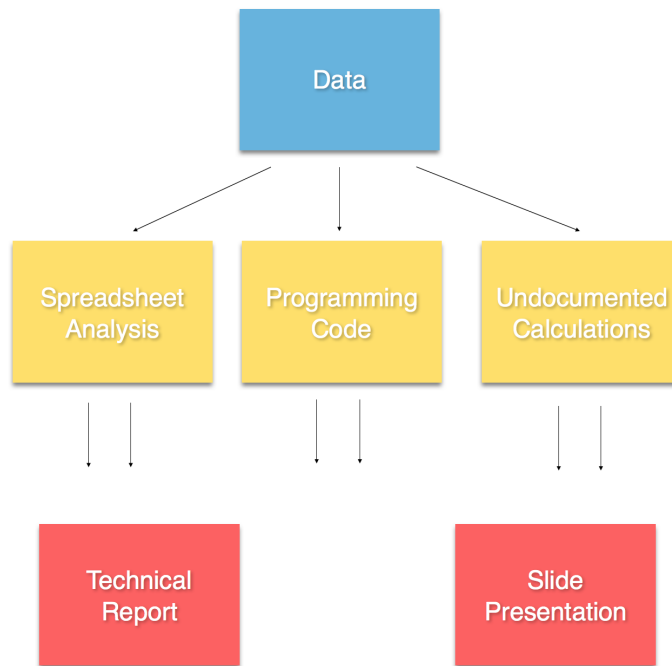 Data
Spreadsheet
Analysis
Programming
Code
Undocumented
Calculations
Technical
Report
Slide
Presentation